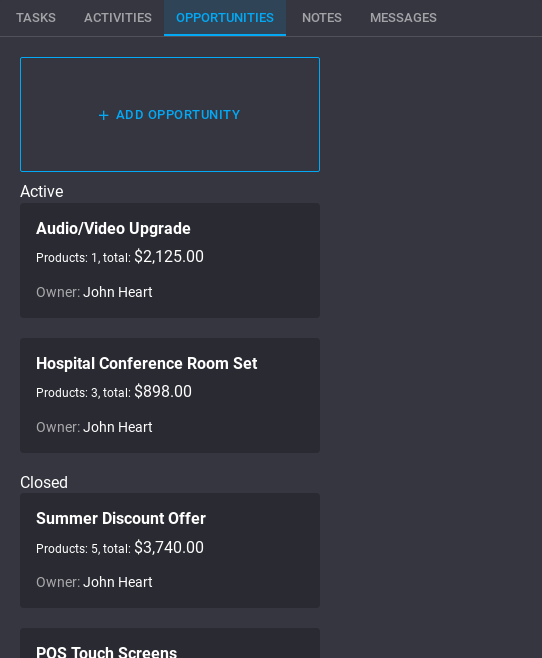 TASKS ACTIVITIES OPPORTUNITIES NOTES MESSAGES
+ ADD OPPORTUNITY
Active
Audio/Video Upgrade
Products: 1, total: $2,125.00
Owner: John Heart
Hospital Conference Room Set
Products: 3, total: $898.00
Owner: John Heart
Closed
Summer Discount Offer
Products: 5, total: $3,740.00
Owner: John Heart
POS Touch Screens